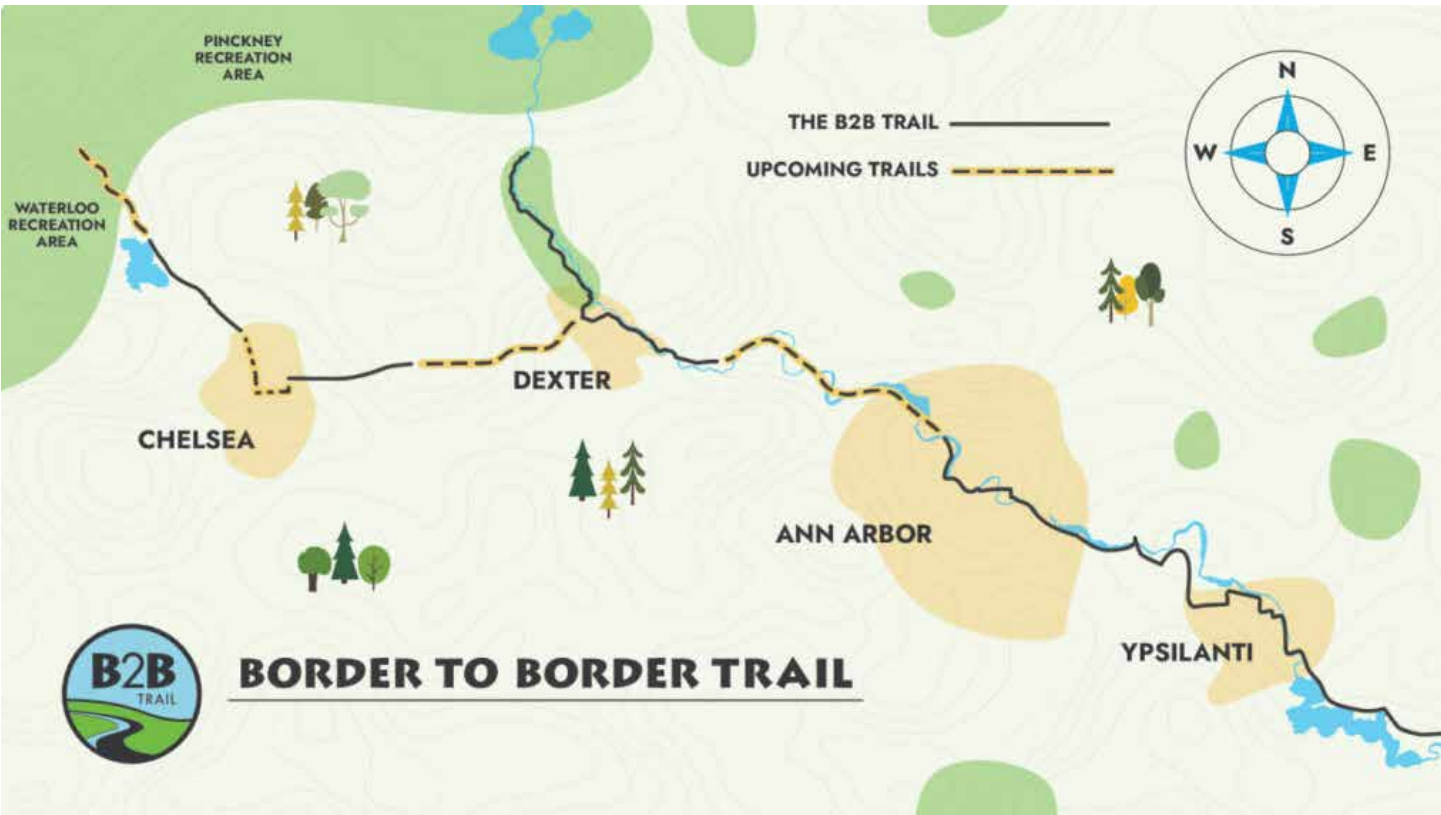 PINCKNEY
RECREATION
AREA
N
THE B2B TRAIL
W
E
UPCOMING TRAILS
WATERLOO
RECREATION
AREA
S
DEXTER
CHELSEA
ANN ARBOR
YPSILANTI
B2B
TRAIL
BORDER TO BORDER TRAIL